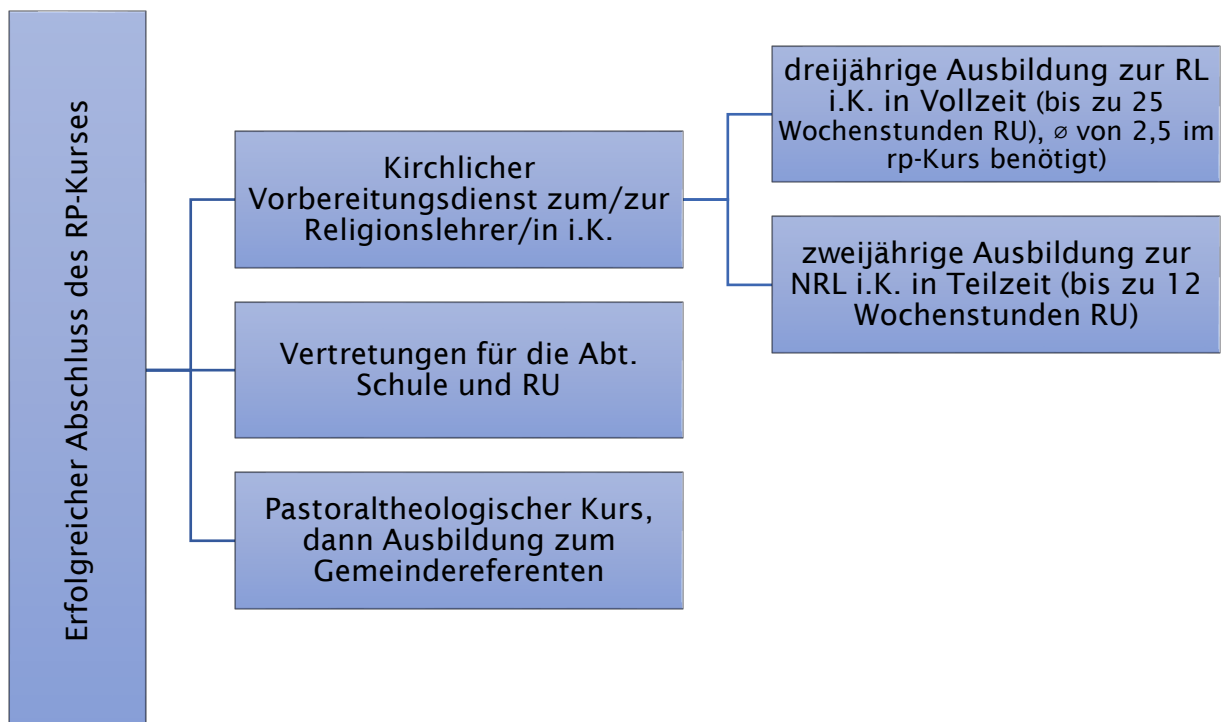 Erfolgreicher Abschluss des RP-Kurses
Kirchlicher
Vorbereitungsdienst zum/zur
Religionslehrer/in i.K.
dreijährige Ausbildung zur RL
i.K. in Vollzeit (bis zu 25
Wochenstunden RU), ⌀ von 2,5 im
rp-Kurs benötigt)
zweijährige Ausbildung zur
NRL i.K. in Teilzeit (bis zu 12
Wochenstunden RU)
Vertretungen für die Abt.
Schule und RU
Pastoraltheologischer Kurs,
dann Ausbildung zum
Gemeindereferenten